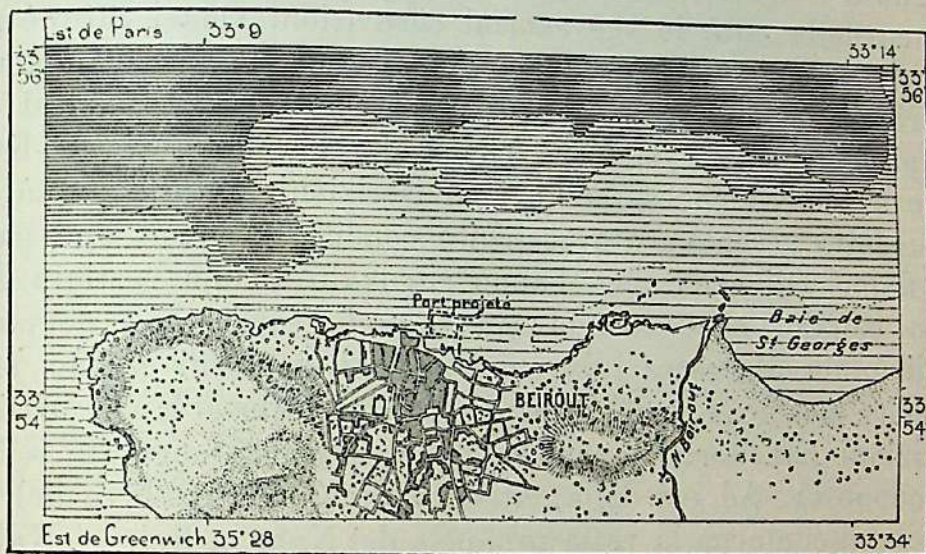 Est de Paris 33°9 33°14
33
56
33
56
Port projeté
Baie de
St Georges
BEIROUT
33
54
33
54
Est de Greenwich 35°28 33°34